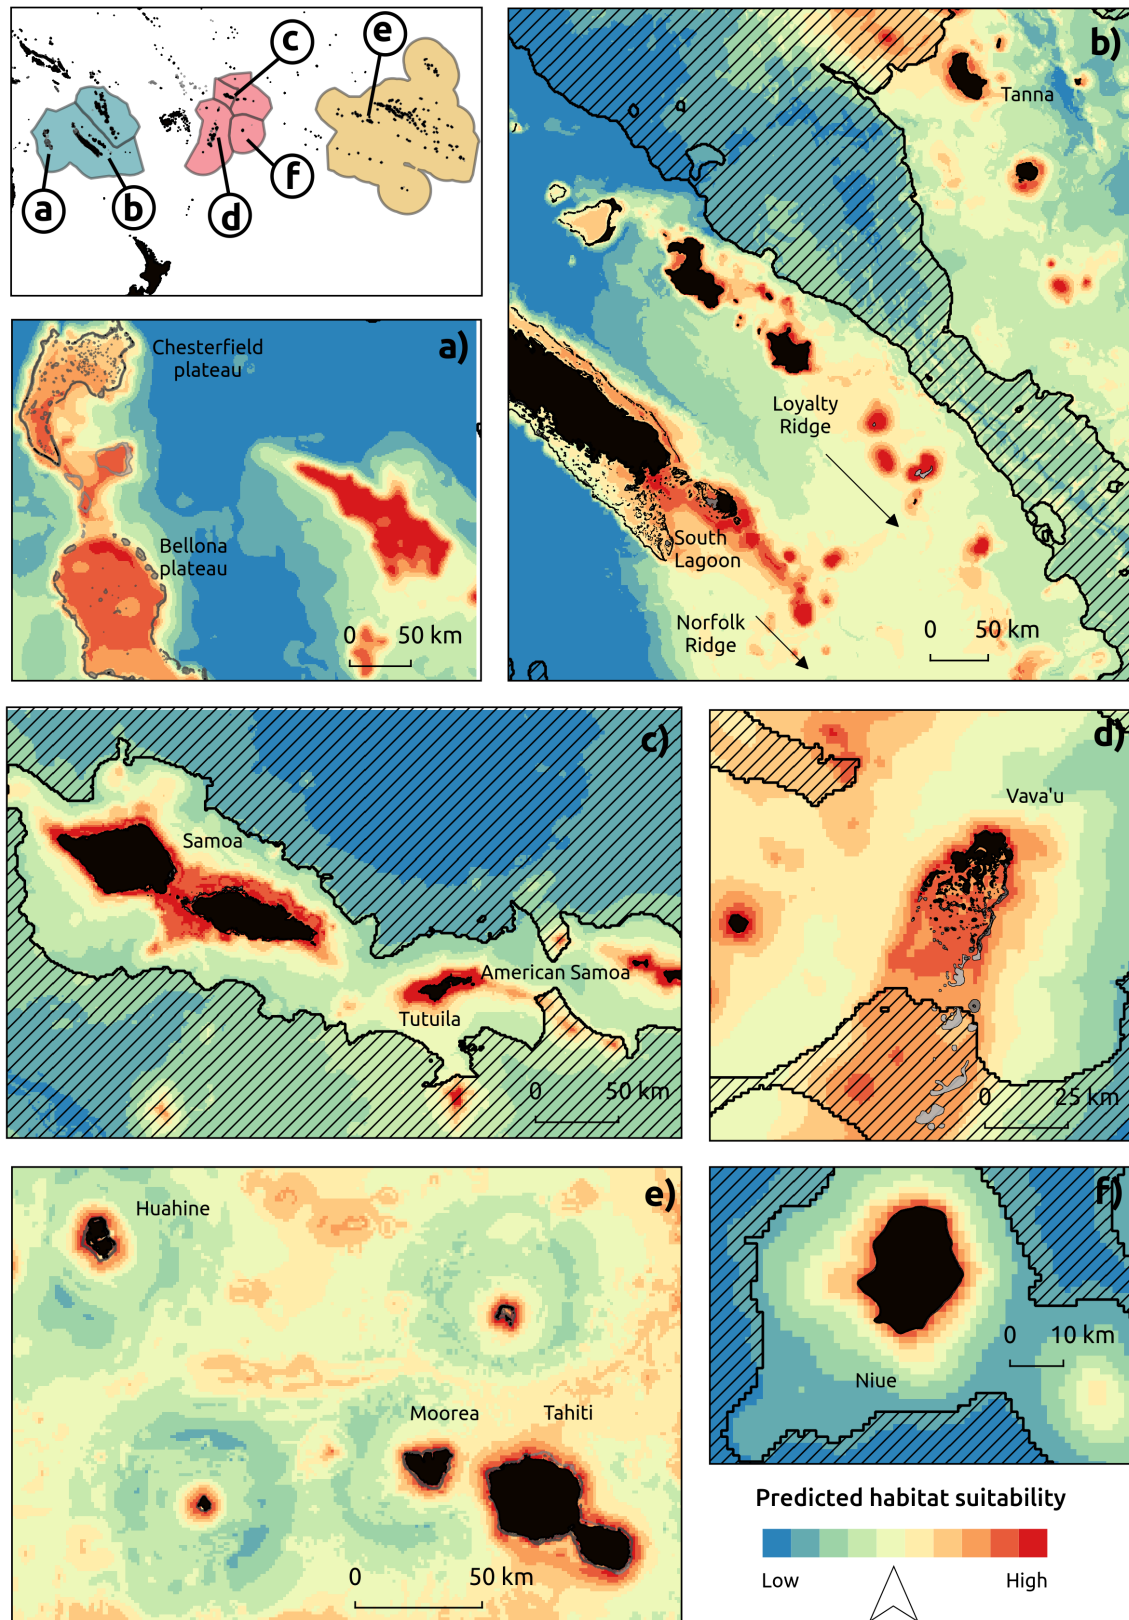 c
e
a
b
d
f
a)
Chesterfield
plateau
Bellona
plateau
0 50 km
b)
Tanna
Loyalty
Ridge
South
Lagoon
Norfolk
Ridge
0 50 km
c)
Samoa
American Samoa
Tutuila
0 50 km
d)
Vava'u
0 25 km
e)
Huahine
Moorea
Tahiti
0 50 km
f)
0 10 km
Niue
Predicted habitat suitability
Low High